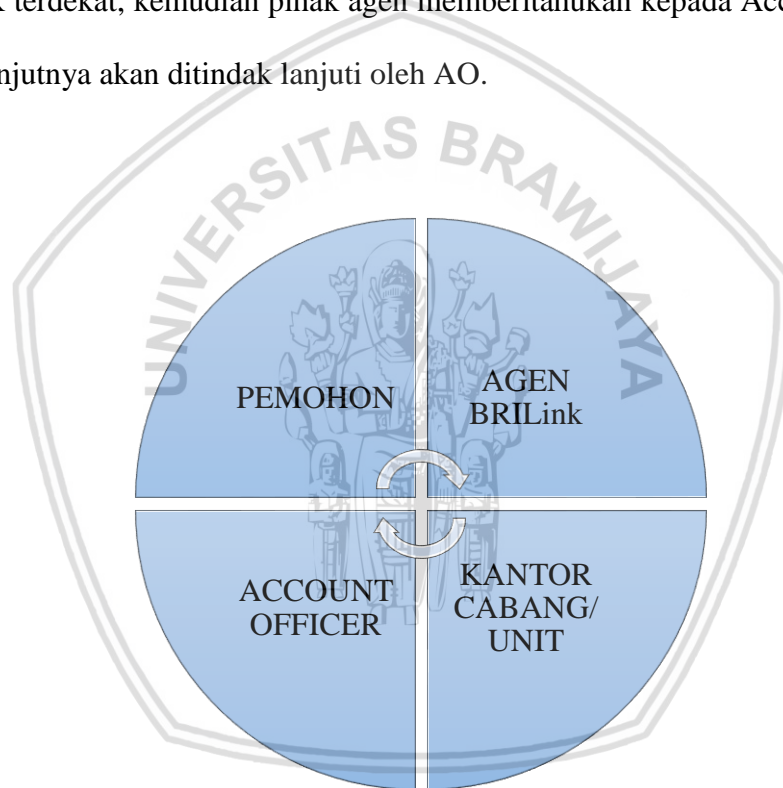 terdekat, kemudian pihak agen memberitahukan kepada
njutnya akan ditindak lanjuti oleh AO.
UNIVERSITAS BRAWIJAYA
PEMOHON
AGEN
BRILink
ACCOUNT
OFFICER
KANTOR
CABANG/
UNIT